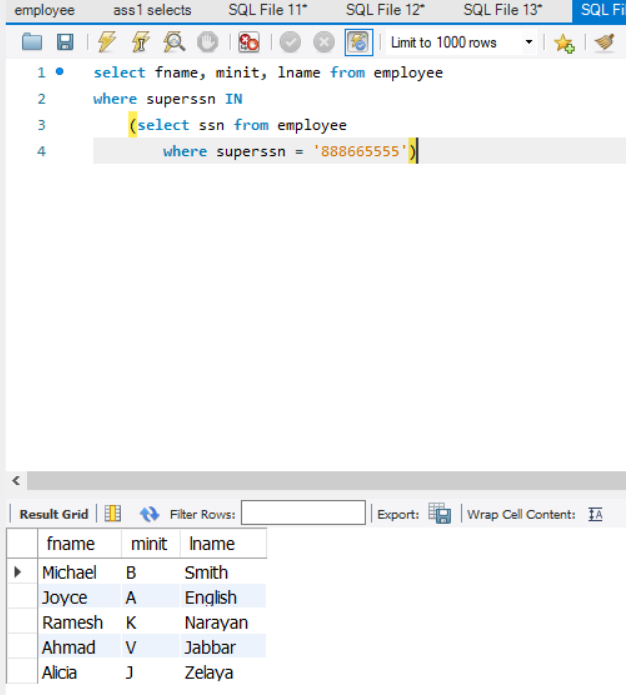 employee ass1 selects SQL File 11* SQL File 12* SQL File 13* SQL Fi
Limit to 1000 rows
1 select fname, minit, lname from employee
2 where superssn IN
3 (select ssn from employee
4 where superssn = '888665555')
Result Grid Filter Rows: Export: Wrap Cell Content: IA
fname minit lname
Michael B Smith
Joyce A English
Ramesh K Narayan
Ahmad V Jabbar
Alicia J Zelaya